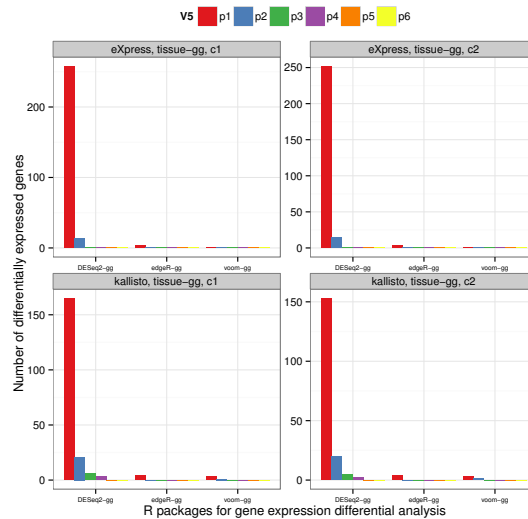 V5 p1 p2 p3 p4 p5 p6
eXpress, tissue-gg, c1
eXpress, tissue-gg, c2
200
100
0
250
200
150
100
50
0
DESeq2-gg edgeR-gg voom-gg
DESeq2-gg edgeR-gg voom-gg
kallisto, tissue-gg, c1
kallisto, tissue-gg, c2
150
100
50
0
150
100
50
0
DESeq2-gg edgeR-gg voom-gg
DESeq2-gg edgeR-gg voom-gg
Number of differentially expressed genes
R packages for gene expression differential analysis